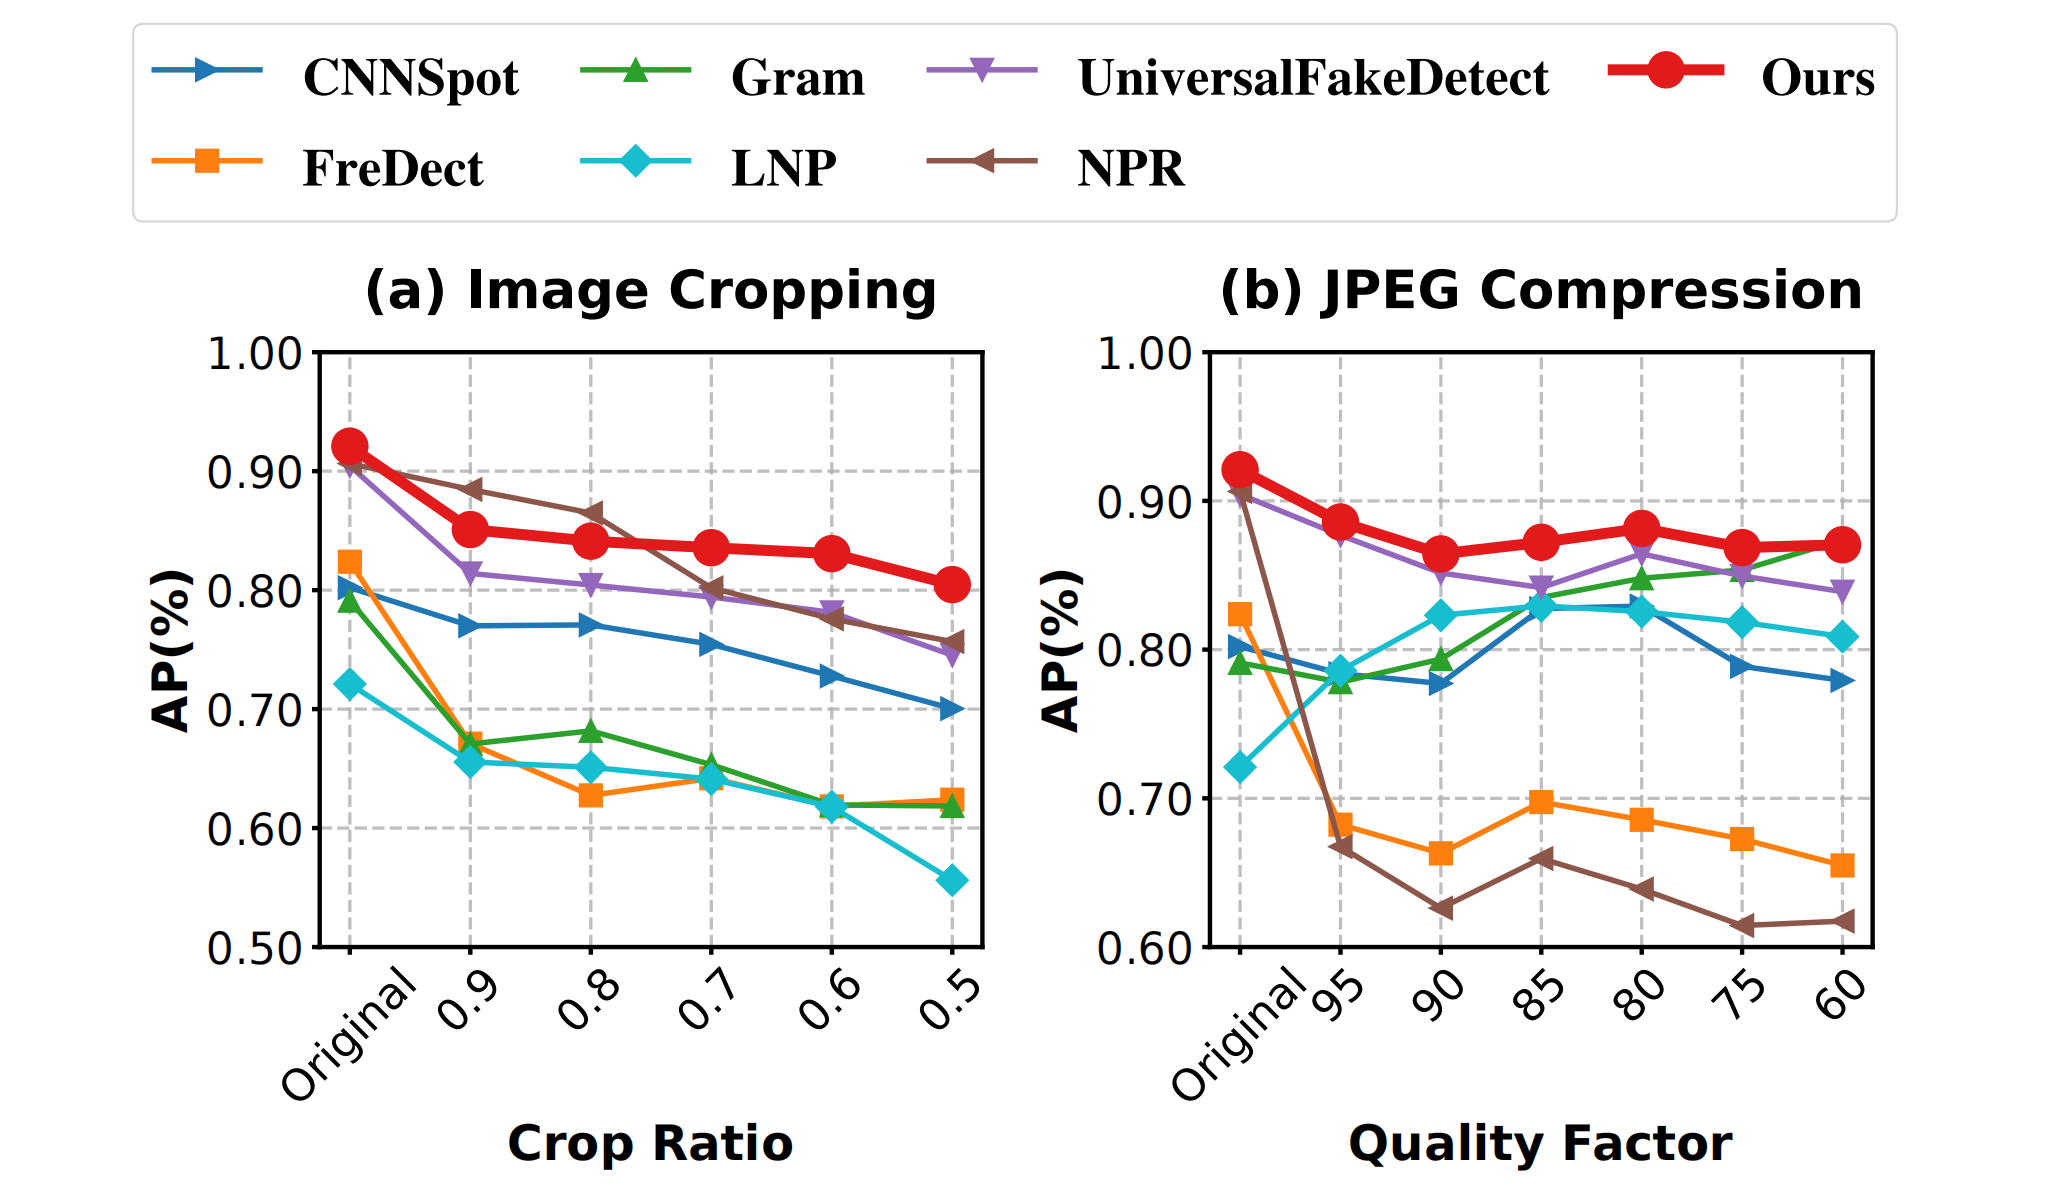 CNNSpot Gram UniversalFakeDetect Ours
FreDect LNP NPR
(a) Image Cropping
1.00
0.90
0.80
0.70
0.60
0.50
AP(%)
Original 0.9 0.8 0.7 0.6 0.5
Crop Ratio
(b) JPEG Compression
1.00
0.90
0.80
0.70
0.60
AP(%)
Original 95 90 85 80 75 60
Quality Factor